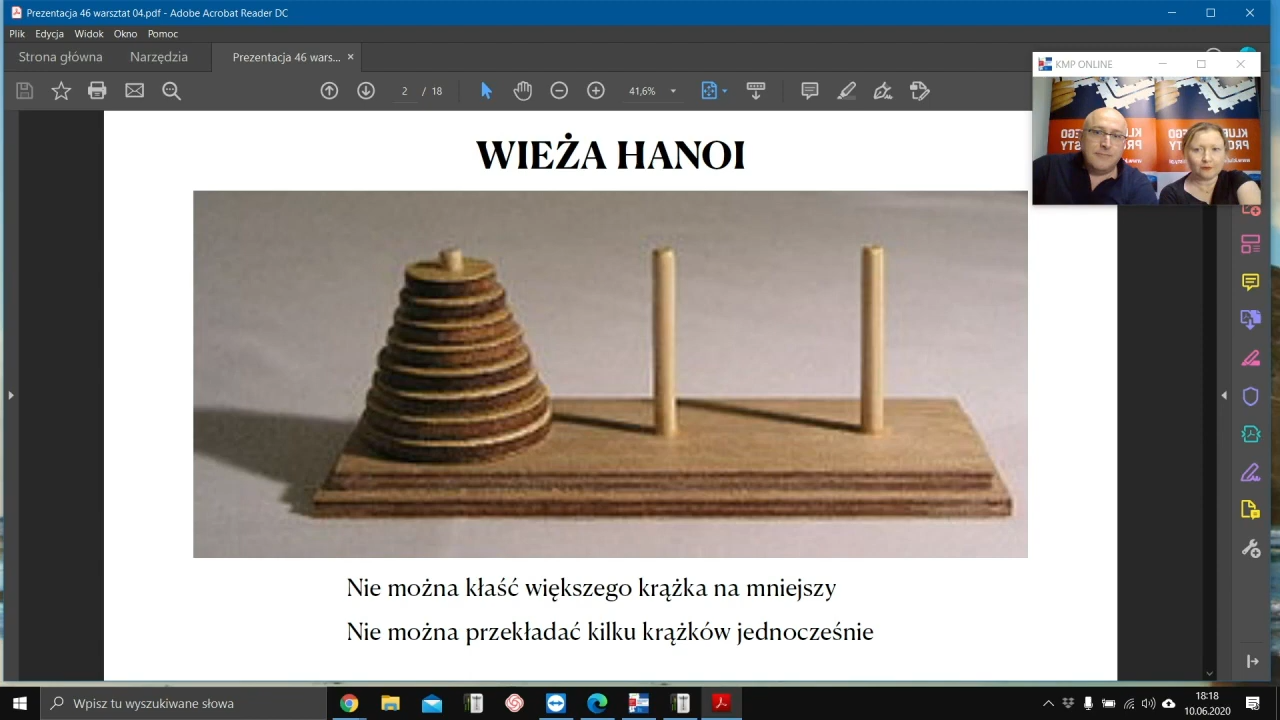 Prezentacja 46 warsztat 04.pdf - Adobe Acrobat Reader DC
Plik Edycja Widok Okno Pomoc
Strona główna Narzędzia Prezentacja 46 wars... ×
2 / 18 41,6%
KMP ONLINE
WIEŻA HANOI
Nie można kłaść większego krążka na mniejszy
Nie można przekładać kilku krążków jednocześnie
Wpisz tu wyszukiwane słowa
18:18
10.06.2020